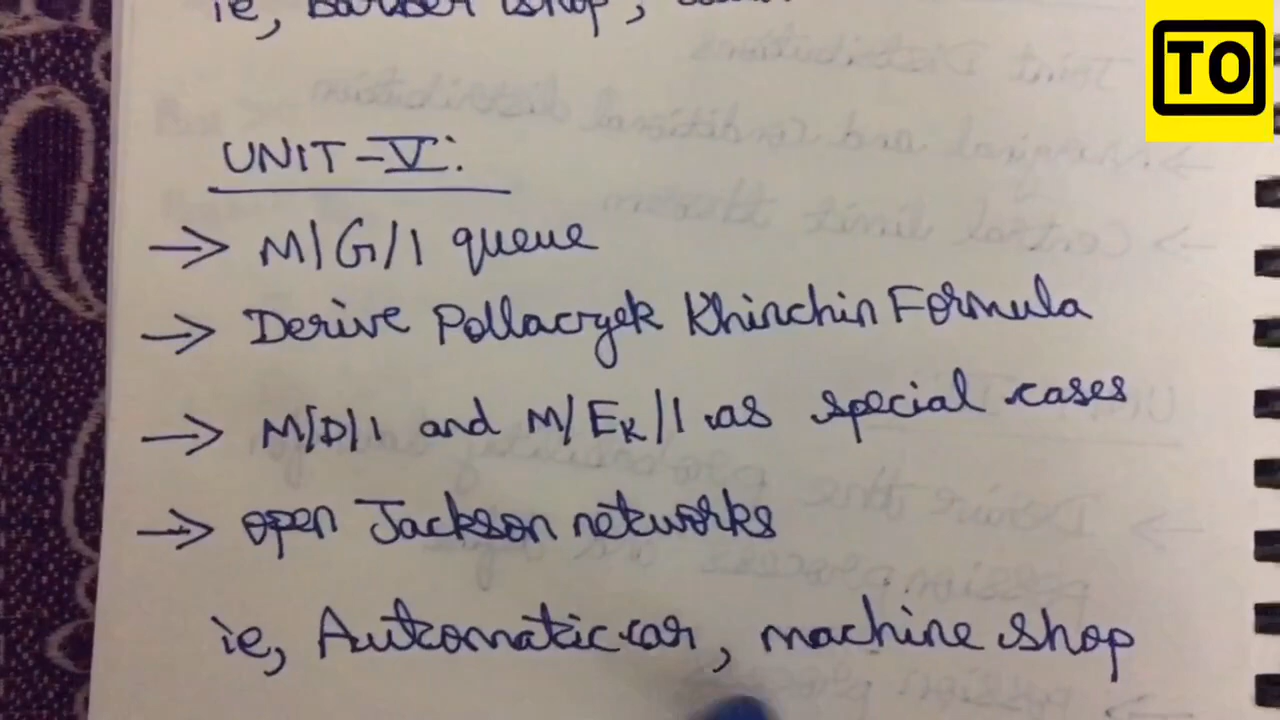 ie, Barber shop,
TO
UNIT-V:
→ M/G/1 queue
→ Derive Pollaczek Khinchin Formula
→ M/D/1 and M/EK/1 as special cases
→ open Jackson networks
ie, Automatic car, machine shop